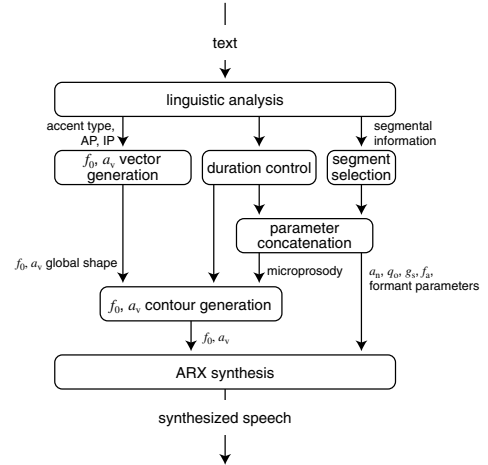 text
linguistic analysis
accent type,
AP, IP
segmental
information
f₀, aᵥ vector
generation
duration control
segment
selection
parameter
concatenation
f₀, aᵥ global shape
microprosody
aₙ, qₒ, gₛ, fₐ,
formant parameters
f₀, aᵥ contour generation
f₀, aᵥ
ARX synthesis
synthesized speech